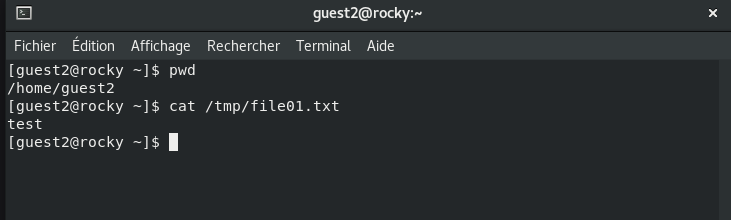 guest2@rocky:~
Fichier Édition Affichage Rechercher Terminal Aide
[guest2@rocky ~]$ pwd
/home/guest2
[guest2@rocky ~]$ cat /tmp/file01.txt
test
[guest2@rocky ~]$